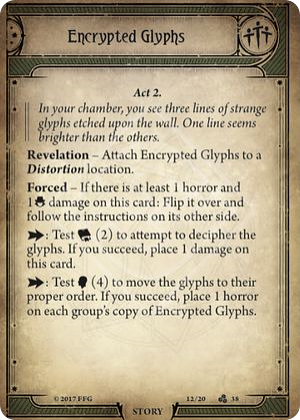 Encrypted Glyphs
Act 2.
In your chamber, you see three lines of strange
glyphs etched upon the wall. One line seems
brighter than the others.
Revelation – Attach Encrypted Glyphs to a
Distortion location.
Forced – If there is at least 1 horror and
1 damage on this card: Flip it over and
follow the instructions on its other side.
: Test (2) to attempt to decipher the
glyphs. If you succeed, place 1 damage on
this card.
: Test (4) to move the glyphs to their
proper order. If you succeed, place 1 horror
on each group's copy of Encrypted Glyphs.
© 2017 FFG 12/20 38
STORY